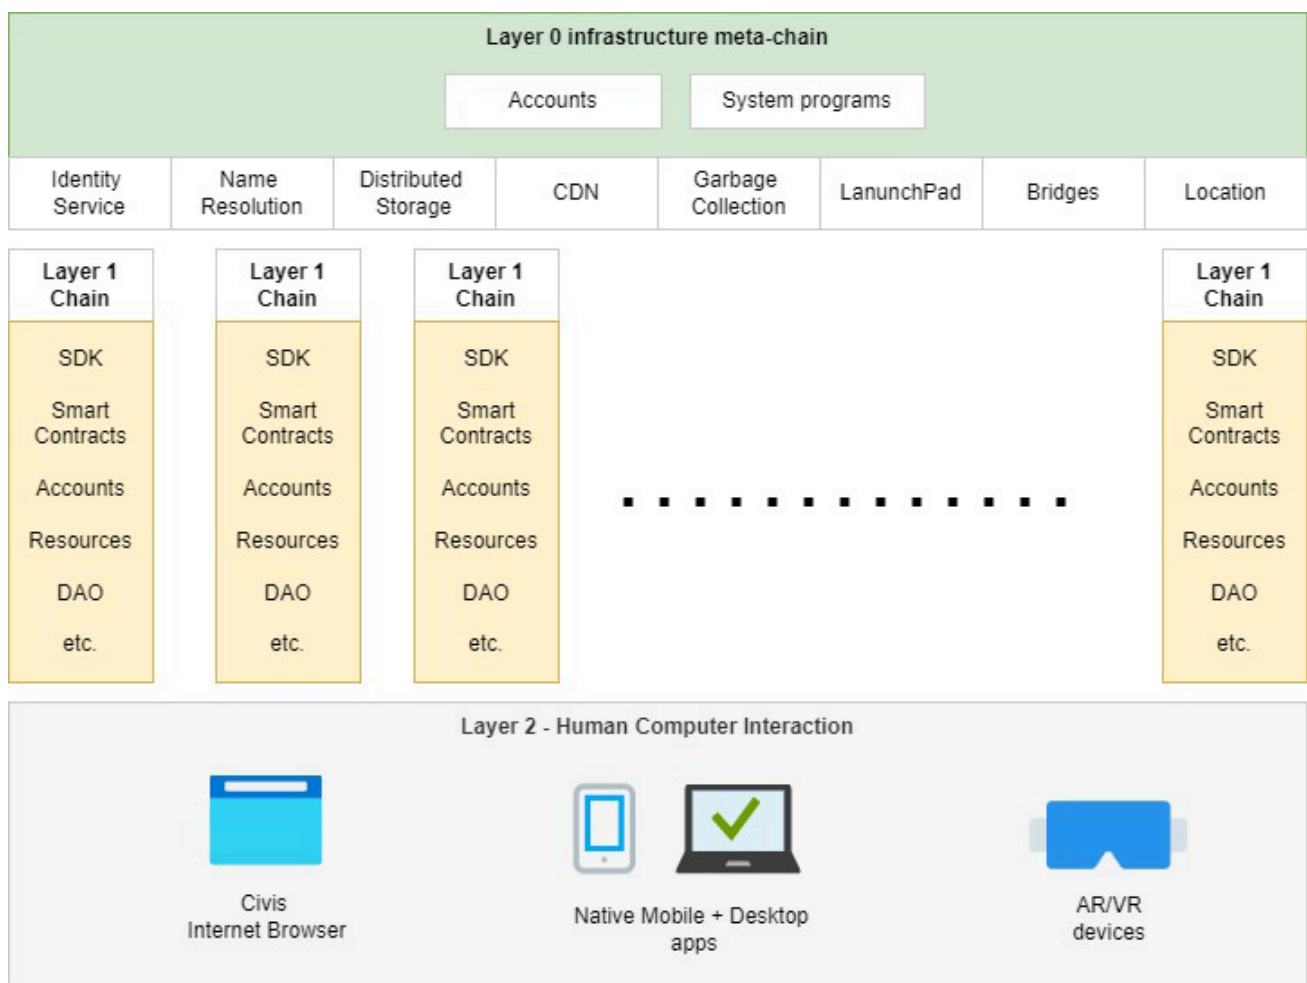 Layer 0 infrastructure meta-chain
Accounts
System programs
Identity
Service
Name
Resolution
Distributed
Storage
CDN
Garbage
Collection
LanunchPad
Bridges
Location
Layer 1
Chain
SDK
Smart
Contracts
Accounts
Resources
DAO
etc.
Layer 1
Chain
SDK
Smart
Contracts
Accounts
Resources
DAO
etc.
Layer 1
Chain
SDK
Smart
Contracts
Accounts
Resources
DAO
etc.
Layer 1
Chain
SDK
Smart
Contracts
Accounts
Resources
DAO
etc.
Layer 2 - Human Computer Interaction
Civis
Internet Browser
Native Mobile + Desktop
apps
AR/VR
devices